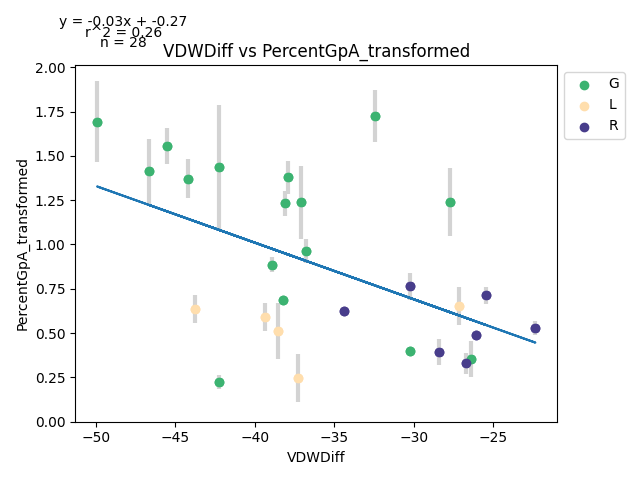 y = -0.03x + -0.27
r^2 = 0.26
n = 28
VDWDiff vs PercentGpA_transformed
2.00
1.75
1.50
1.25
1.00
0.75
0.50
0.25
0.00
PercentGpA_transformed
−50
−45
−40
−35
−30
−25
VDWDiff
G
L
R